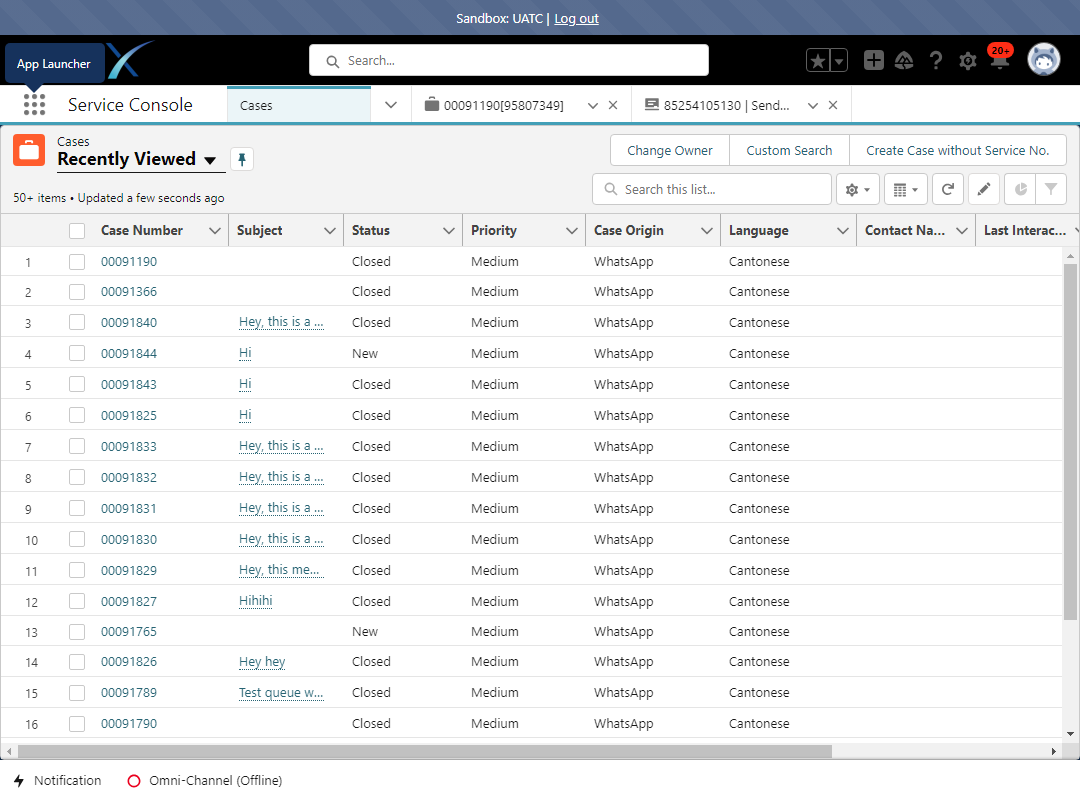 Sandbox: UATC | Log out
App Launcher
Search...
20+
Service Console
Cases
00091190[95807349]
85254105130 | Send...
Cases
Recently Viewed
Change Owner
Custom Search
Create Case without Service No.
50+ items • Updated a few seconds ago
Search this list...
Case Number Subject Status Priority Case Origin Language Contact Na... Last Interac...
1 00091190 Closed Medium WhatsApp Cantonese
2 00091366 Closed Medium WhatsApp Cantonese
3 00091840 Hey, this is a ... Closed Medium WhatsApp Cantonese
4 00091844 Hi New Medium WhatsApp Cantonese
5 00091843 Hi Closed Medium WhatsApp Cantonese
6 00091825 Hi Closed Medium WhatsApp Cantonese
7 00091833 Hey, this is a ... Closed Medium WhatsApp Cantonese
8 00091832 Hey, this is a ... Closed Medium WhatsApp Cantonese
9 00091831 Hey, this is a ... Closed Medium WhatsApp Cantonese
10 00091830 Hey, this is a ... Closed Medium WhatsApp Cantonese
11 00091829 Hey, this me... Closed Medium WhatsApp Cantonese
12 00091827 Hihihi Closed Medium WhatsApp Cantonese
13 00091765 New Medium WhatsApp Cantonese
14 00091826 Hey hey Closed Medium WhatsApp Cantonese
15 00091789 Test queue w... Closed Medium WhatsApp Cantonese
16 00091790 Closed Medium WhatsApp Cantonese
Notification
Omni-Channel (Offline)